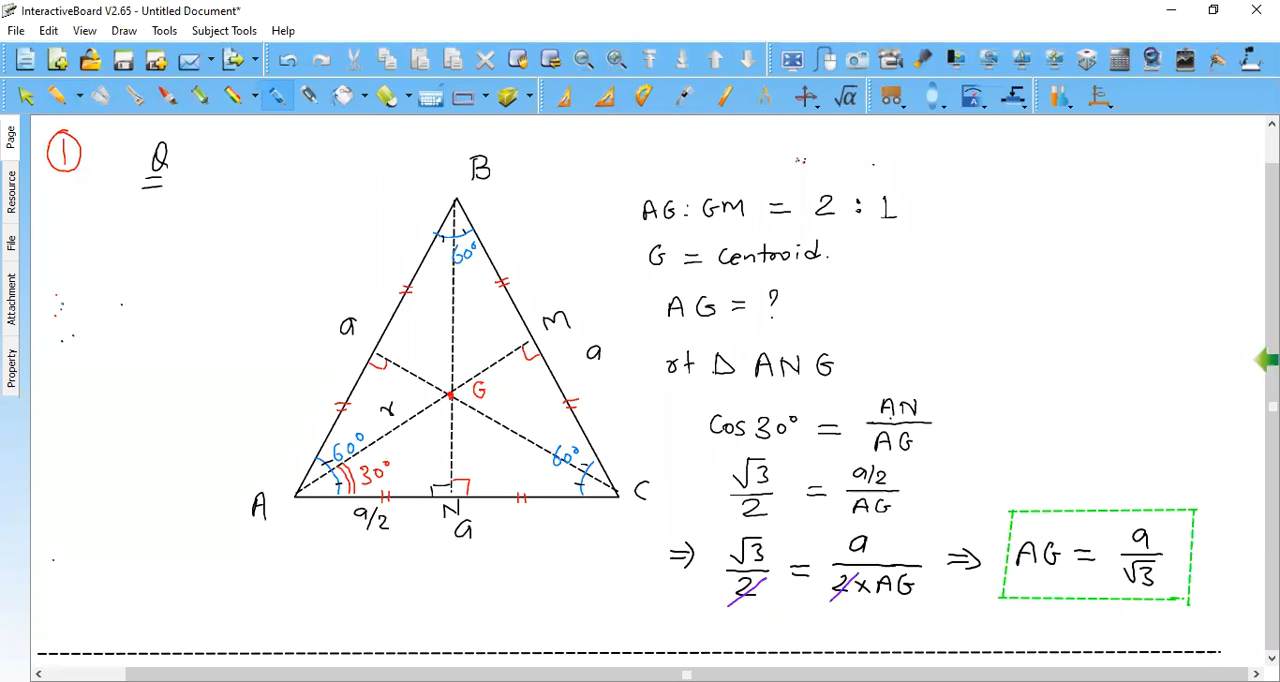 InteractiveBoard V2.65 - Untitled Document*
File Edit View Draw Tools Subject Tools Help
√α
Page
Resource
File
Attachment
Property
①
Q
B
60°
a
M
a
G
r
60°
30°
60°
A
a/2
N
a
C
AG : GM = 2 : 1
G = Centroid.
AG = ?
rt Δ ANG
Cos 30° = AN/AG
√3/2 = (a/2)/AG
⇒ √3/2 = a/(2×AG) ⇒ AG = a/√3